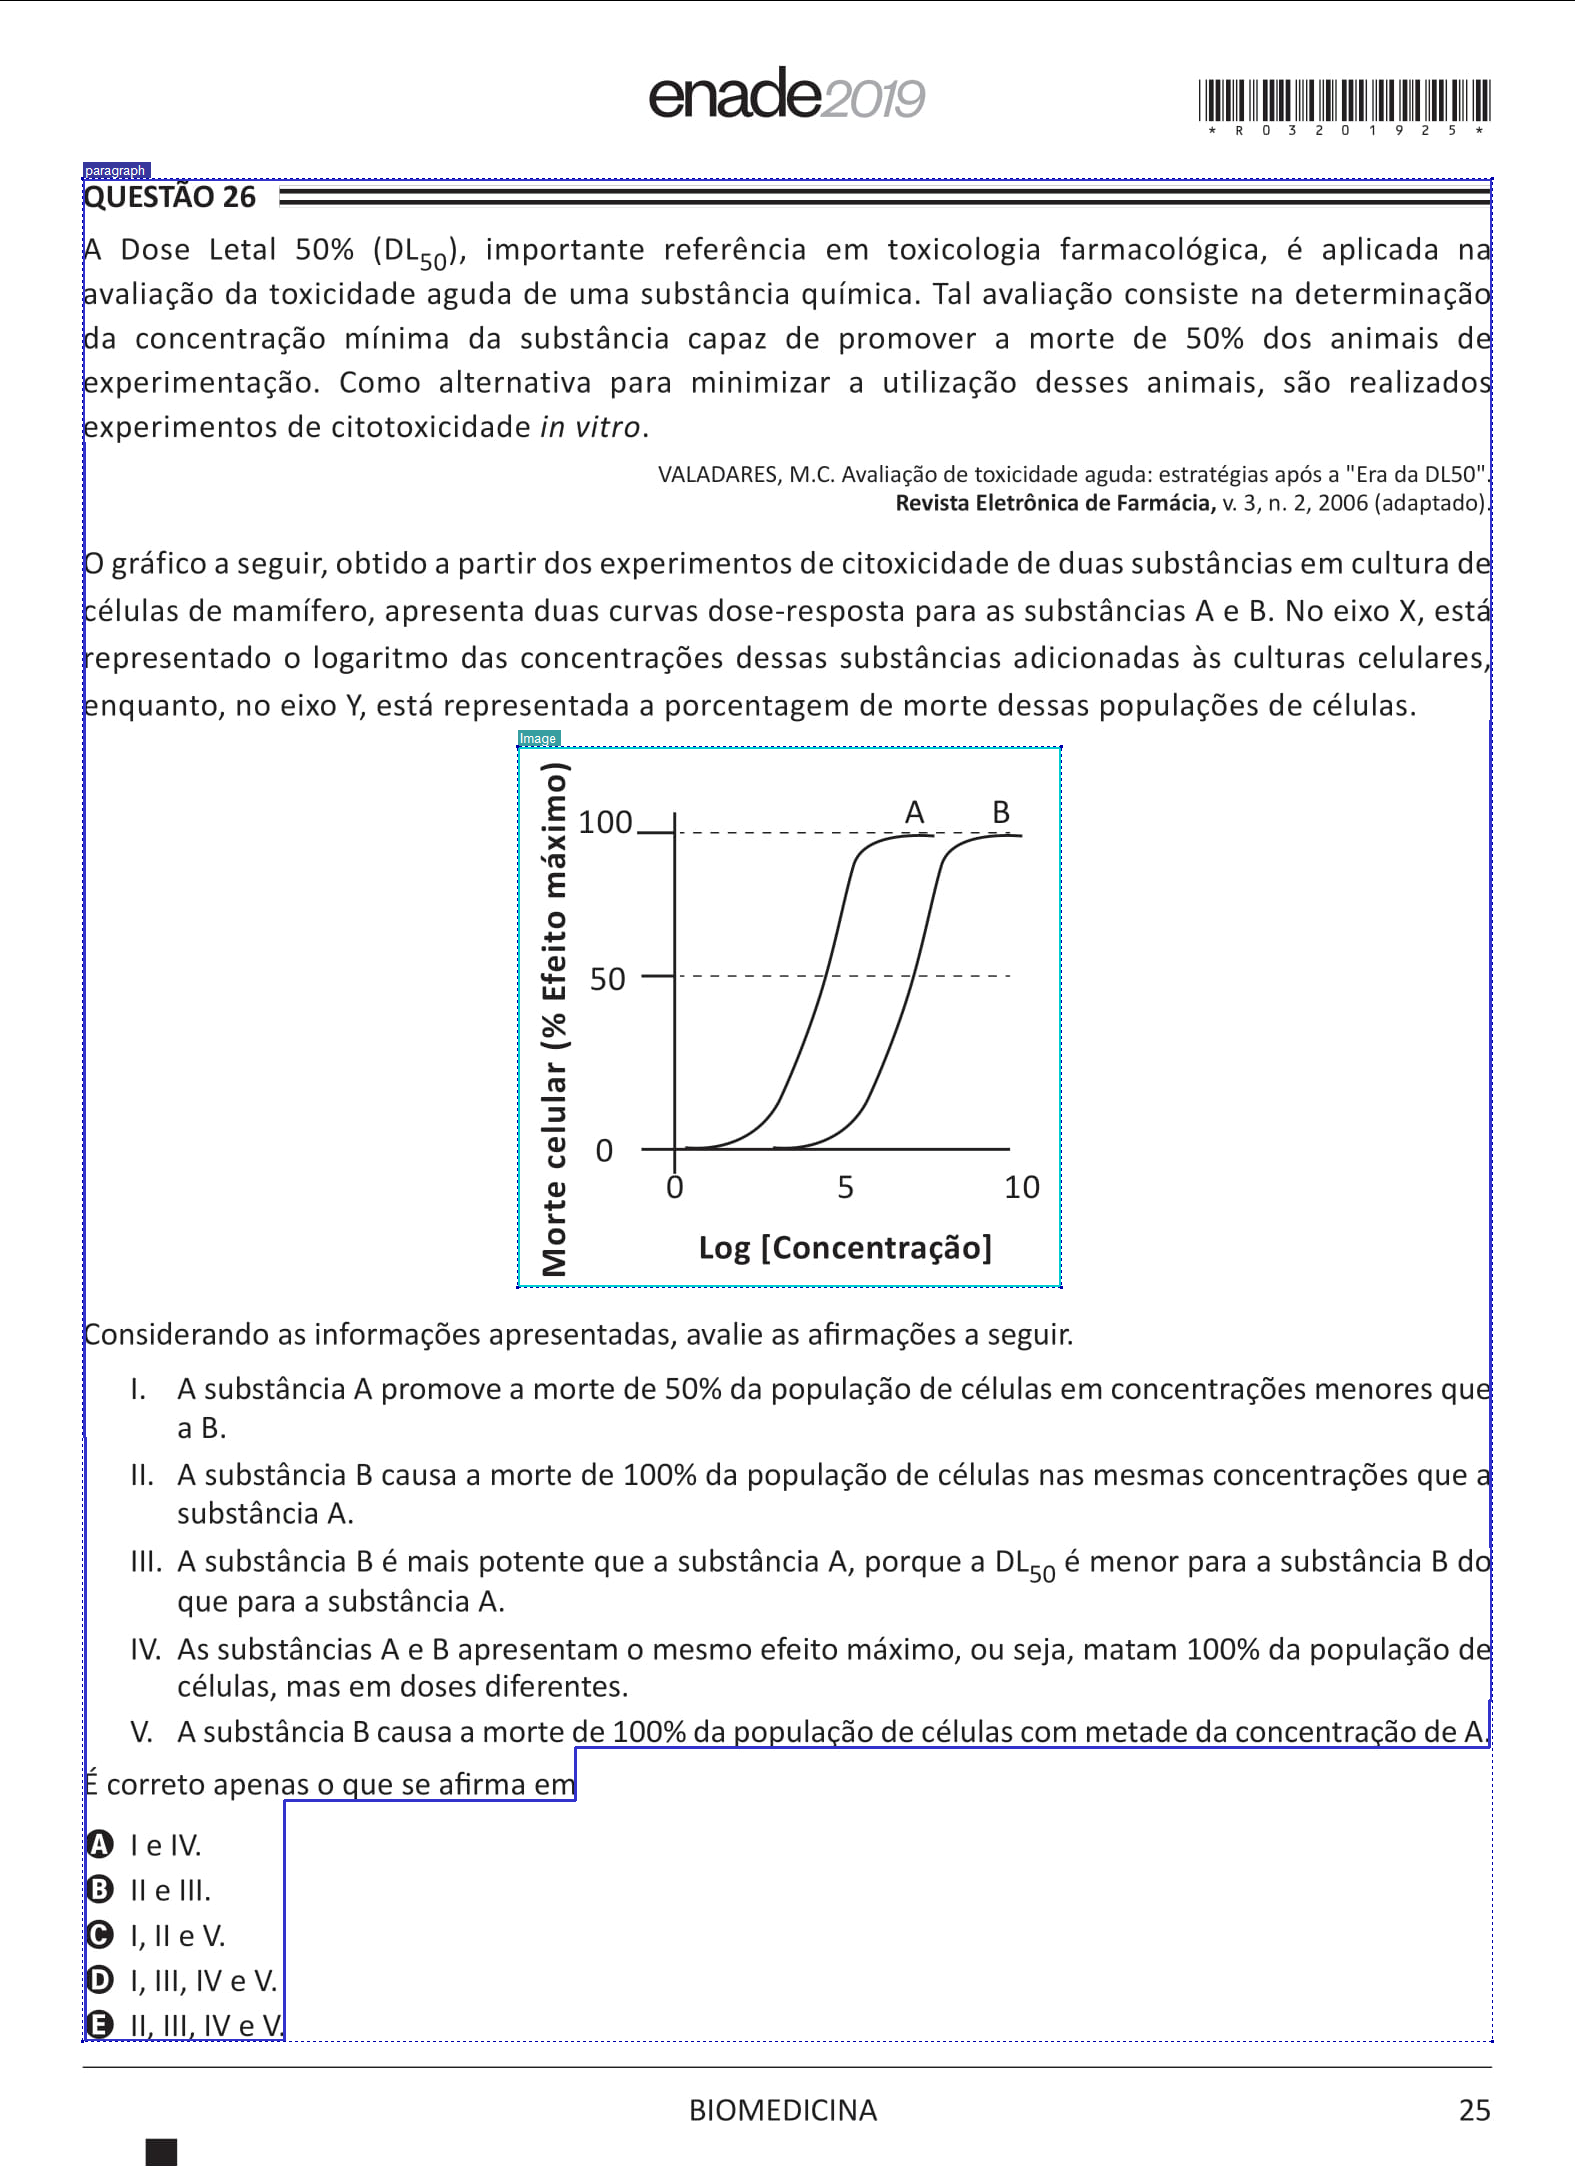 enade2019
*R03201925*
paragraph
QUESTÃO 26
A Dose Letal 50% (DL50), importante referência em toxicologia farmacológica, é aplicada na
avaliação da toxicidade aguda de uma substância química. Tal avaliação consiste na determinação
da concentração mínima da substância capaz de promover a morte de 50% dos animais de
experimentação. Como alternativa para minimizar a utilização desses animais, são realizados
experimentos de citotoxicidade in vitro.
VALADARES, M.C. Avaliação de toxicidade aguda: estratégias após a "Era da DL50".
Revista Eletrônica de Farmácia, v. 3, n. 2, 2006 (adaptado).
O gráfico a seguir, obtido a partir dos experimentos de citoxicidade de duas substâncias em cultura de
células de mamífero, apresenta duas curvas dose-resposta para as substâncias A e B. No eixo X, está
representado o logaritmo das concentrações dessas substâncias adicionadas às culturas celulares,
enquanto, no eixo Y, está representada a porcentagem de morte dessas populações de células.
Image
Morte celular (% Efeito máximo)
A B
100
50
0
0 5 10
Log [Concentração]
Considerando as informações apresentadas, avalie as afirmações a seguir.
I. A substância A promove a morte de 50% da população de células em concentrações menores que
a B.
II. A substância B causa a morte de 100% da população de células nas mesmas concentrações que a
substância A.
III. A substância B é mais potente que a substância A, porque a DL50 é menor para a substância B do
que para a substância A.
IV. As substâncias A e B apresentam o mesmo efeito máximo, ou seja, matam 100% da população de
células, mas em doses diferentes.
V. A substância B causa a morte de 100% da população de células com metade da concentração de A.
É correto apenas o que se afirma em
A I e IV.
B II e III.
C I, II e V.
D I, III, IV e V.
E II, III, IV e V.
BIOMEDICINA
25